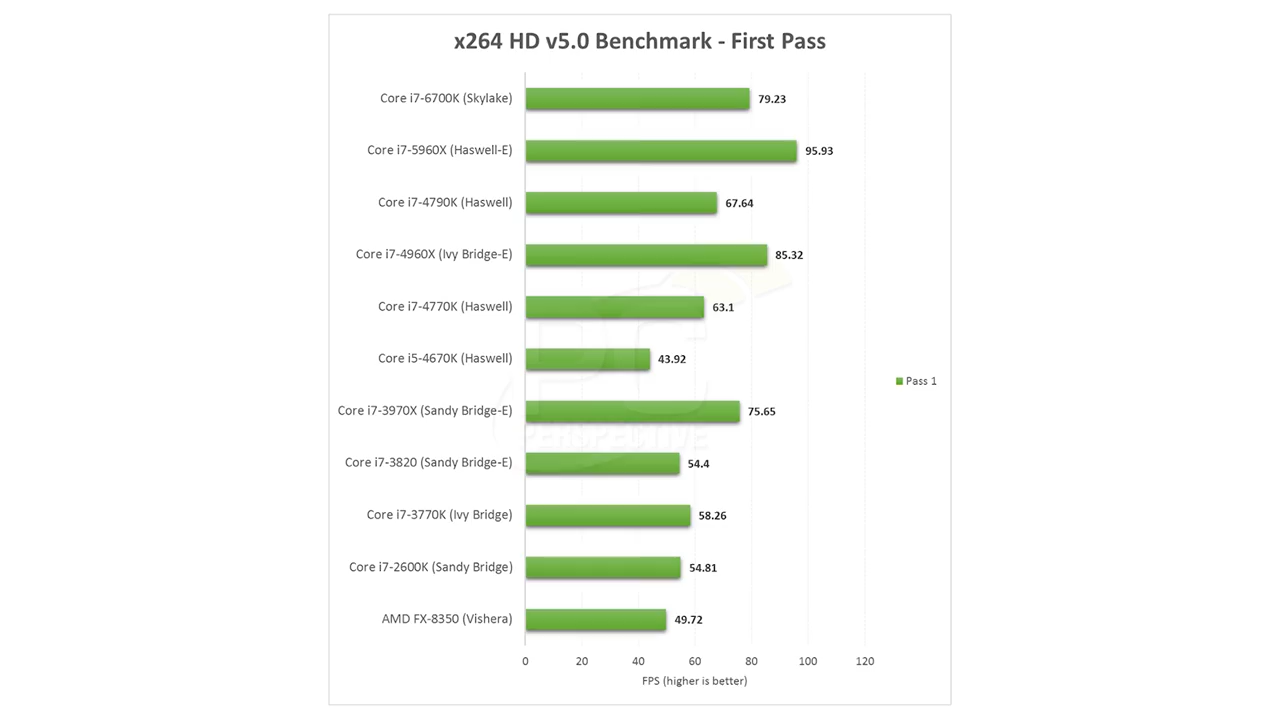 x264 HD v5.0 Benchmark - First Pass
Core i7-6700K (Skylake)
79.23
Core i7-5960X (Haswell-E)
95.93
Core i7-4790K (Haswell)
67.64
Core i7-4960X (Ivy Bridge-E)
85.32
Core i7-4770K (Haswell)
63.1
Core i5-4670K (Haswell)
43.92
Core i7-3970X (Sandy Bridge-E)
75.65
Core i7-3820 (Sandy Bridge-E)
54.4
Core i7-3770K (Ivy Bridge)
58.26
Core i7-2600K (Sandy Bridge)
54.81
AMD FX-8350 (Vishera)
49.72
0 20 40 60 80 100 120
FPS (higher is better)
Pass 1
PC
PERSPECTIVE